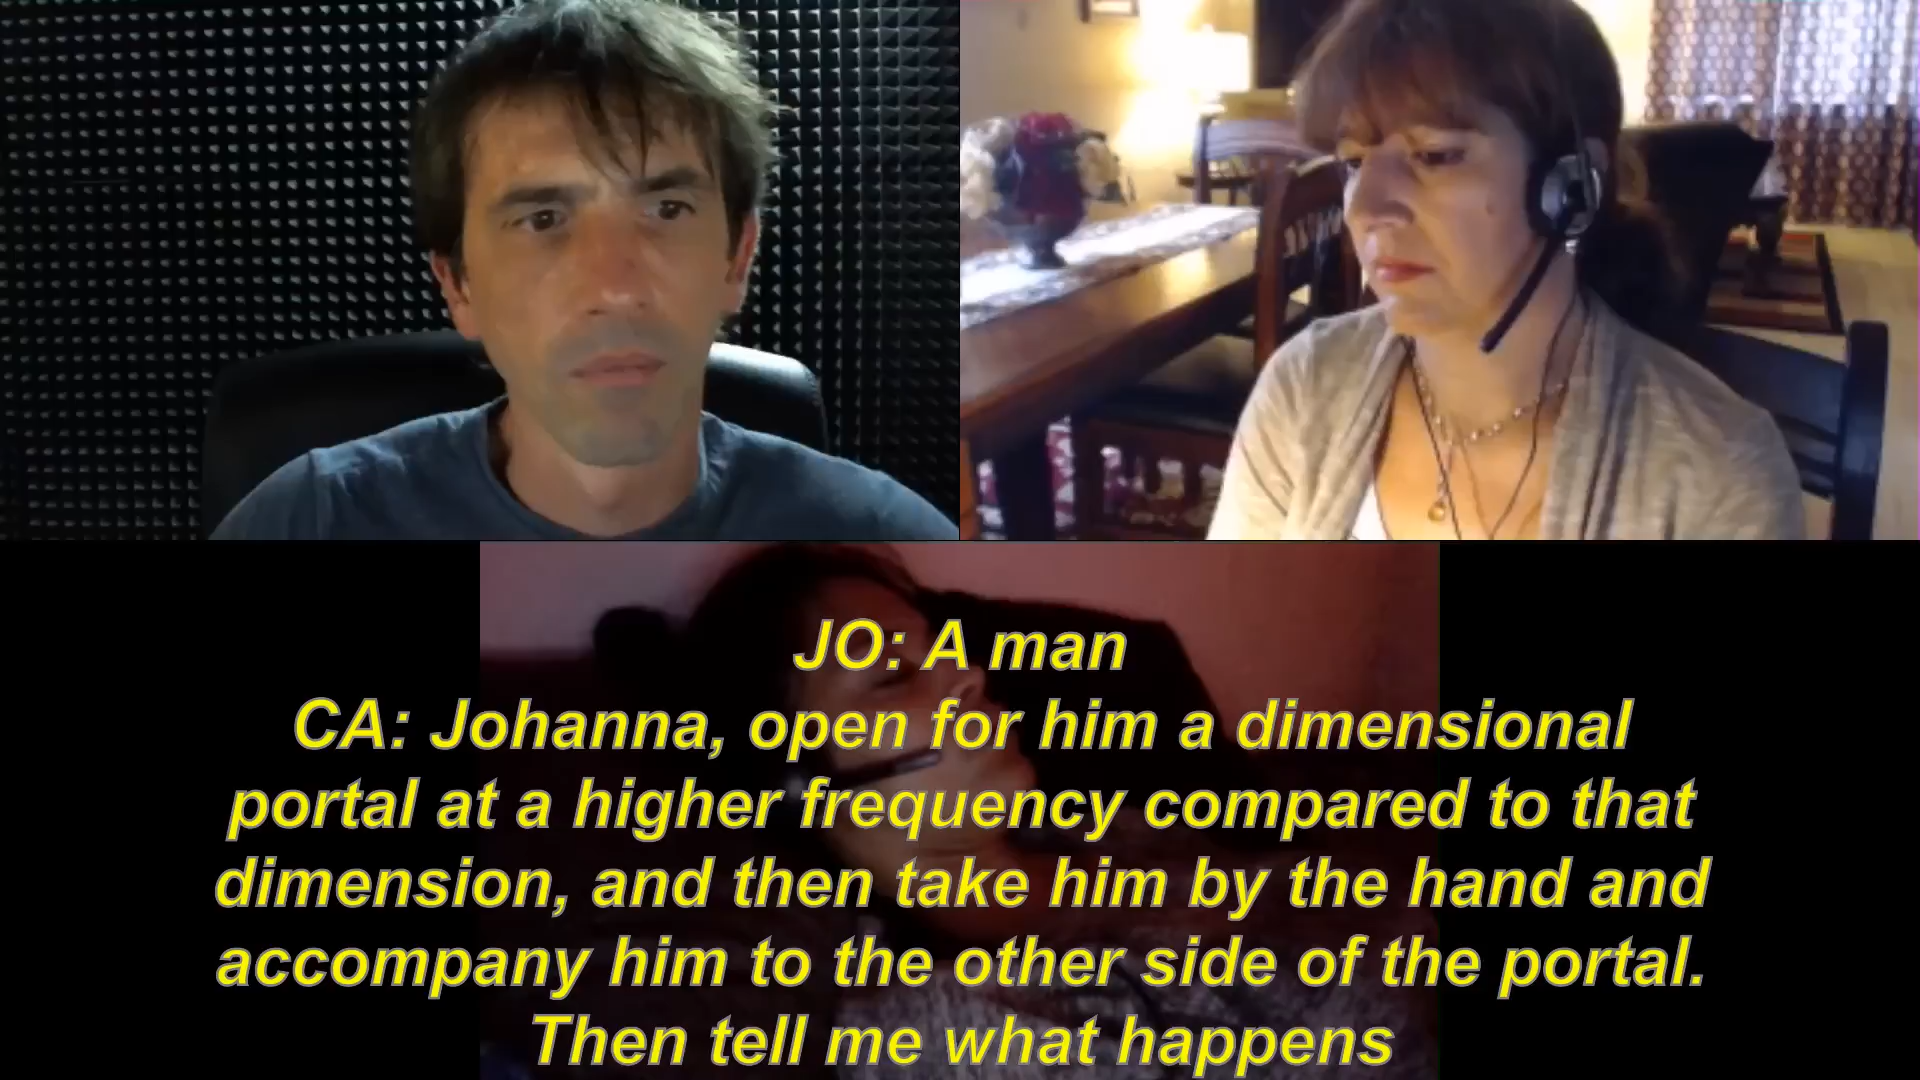 JO: A man
CA: Johanna, open for him a dimensional
portal at a higher frequency compared to that
dimension, and then take him by the hand and
accompany him to the other side of the portal.
Then tell me what happens